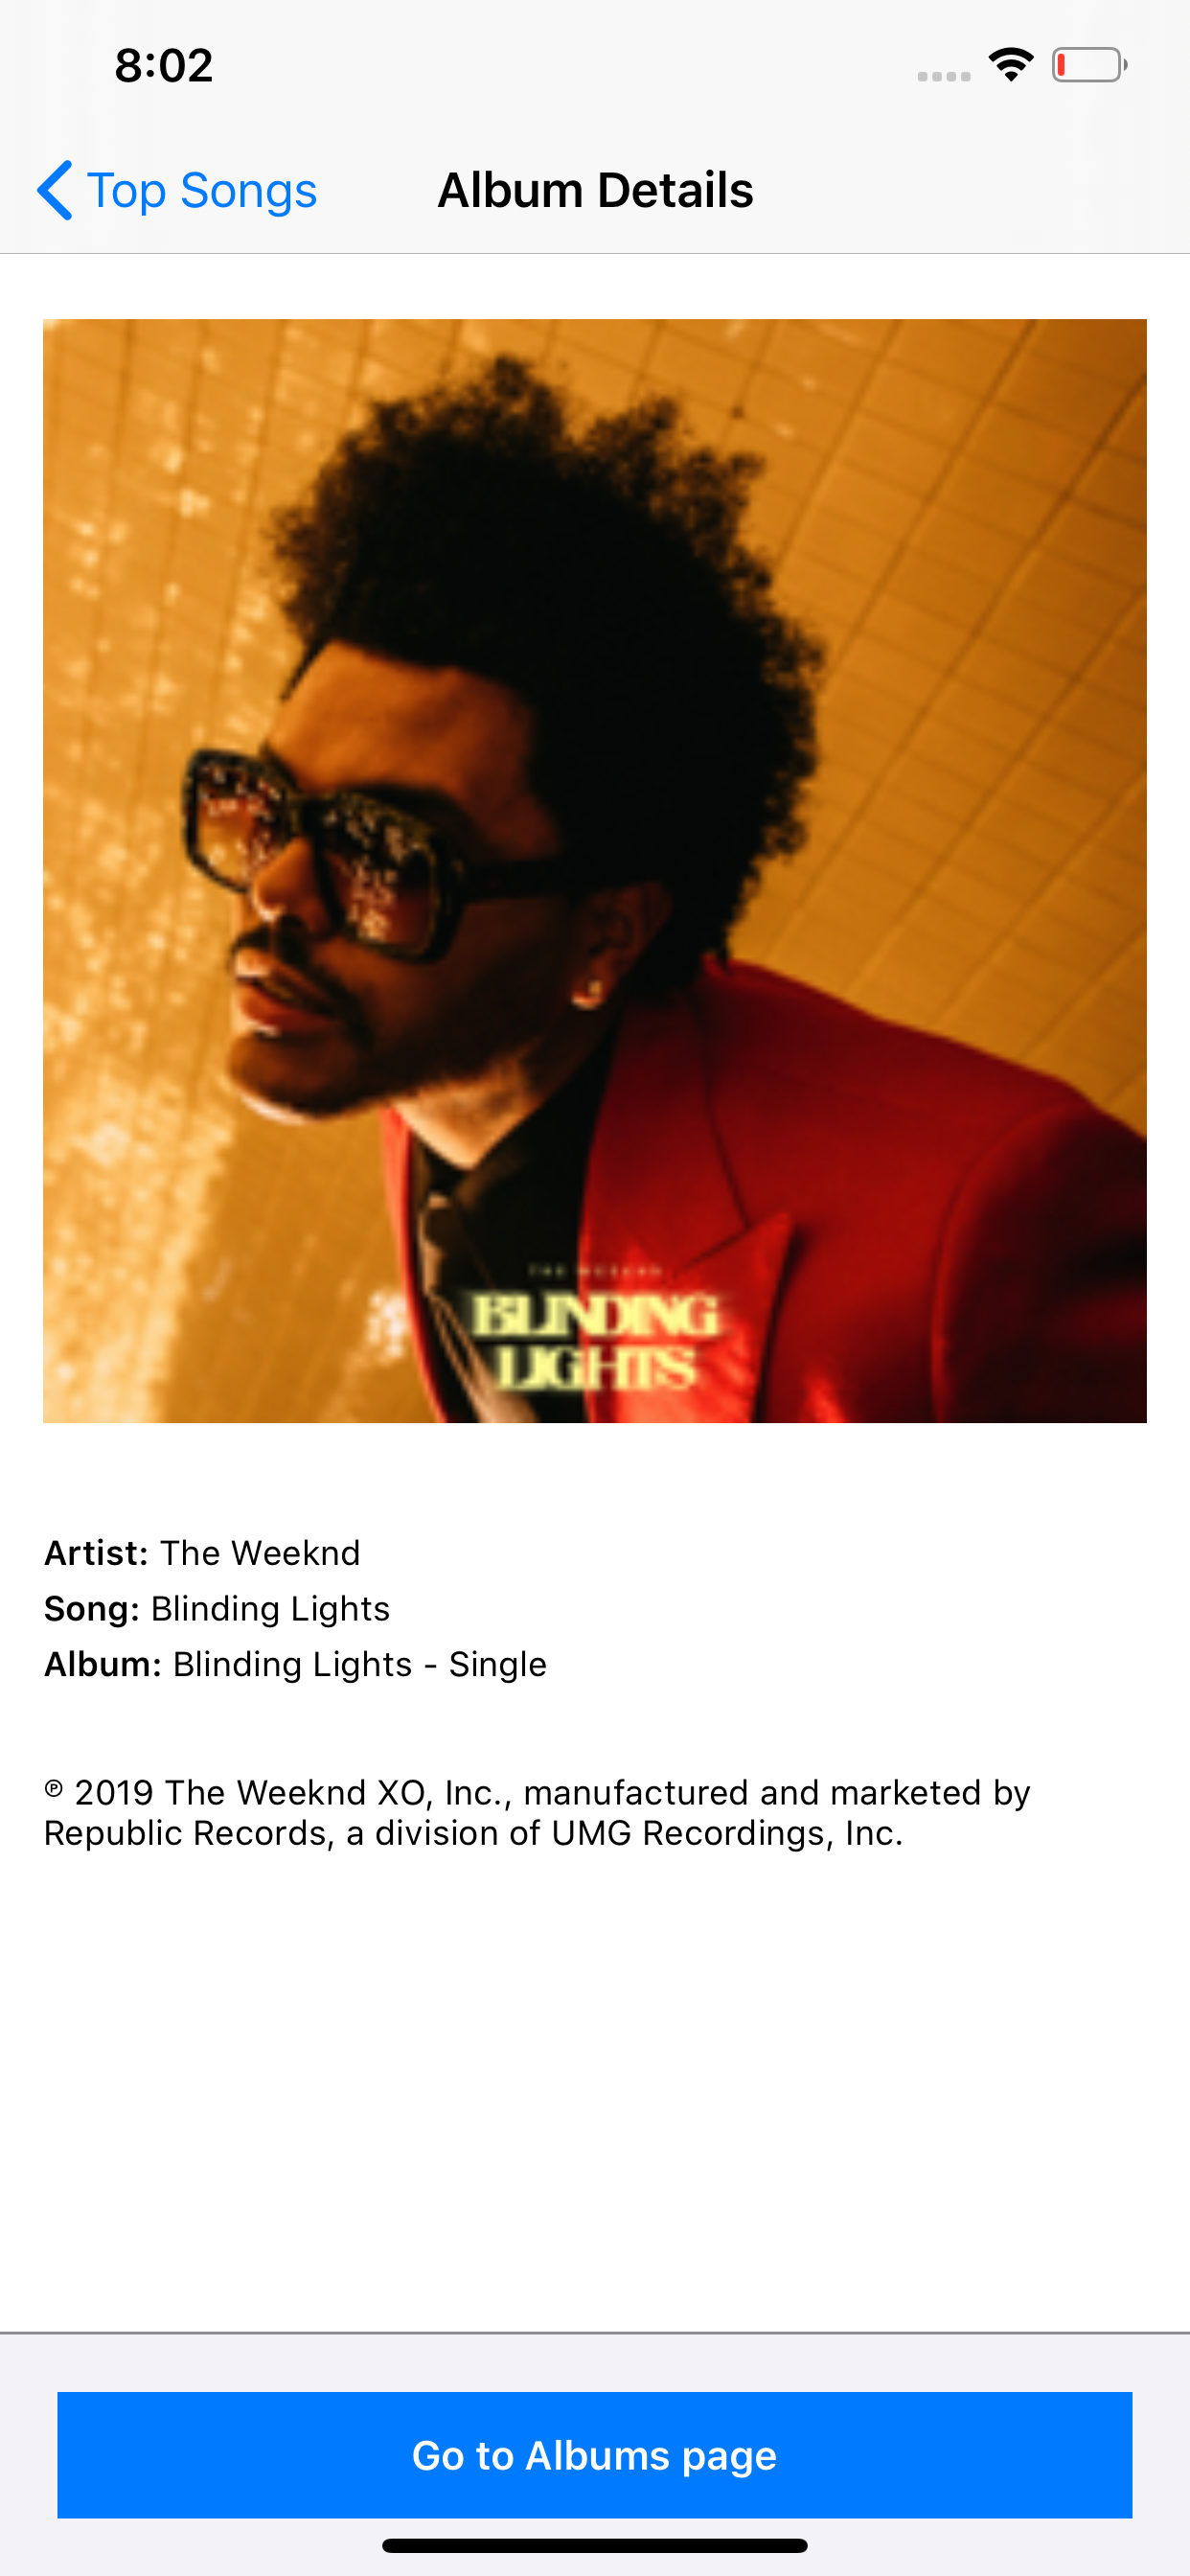 8:02
Top Songs
Album Details
THE WEEKND
BLINDING
LIGHTS
Artist: The Weeknd
Song: Blinding Lights
Album: Blinding Lights - Single
℗ 2019 The Weeknd XO, Inc., manufactured and marketed by
Republic Records, a division of UMG Recordings, Inc.
Go to Albums page